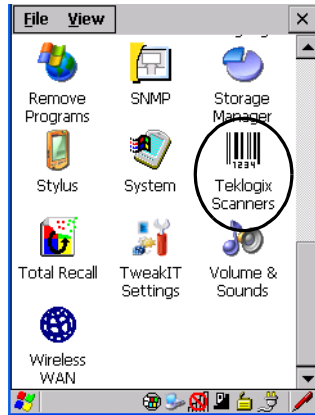 File View
Remove Programs
SNMP
Storage Manager
Stylus
System
1234
Teklogix Scanners
Total Recall
TweakIT Settings
Volume & Sounds
Wireless WAN